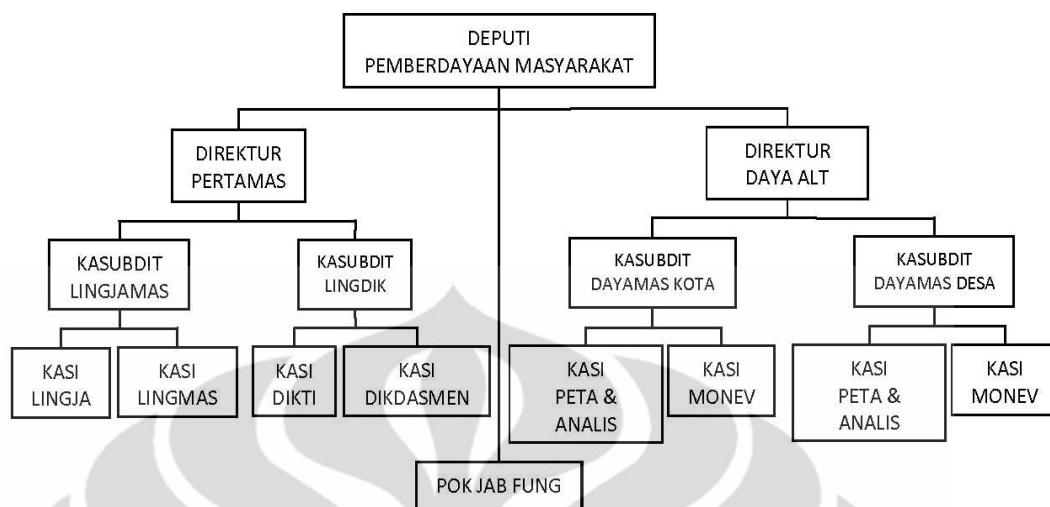 DEPUTI
PEMBERDAYAAN MASYARAKAT
DIREKTUR
PERTAMAS
DIREKTUR
DAYA ALT
KASUBDIT
LINGJAMAS
KASUBDIT
LINGDIK
KASUBDIT
DAYAMAS KOTA
KASUBDIT
DAYAMAS DESA
KASI
LINGJA
KASI
LINGMAS
KASI
DIKTI
KASI
DIKDASMEN
KASI
PETA &
ANALIS
KASI
MONEV
KASI
PETA &
ANALIS
KASI
MONEV
POK JAB FUNG